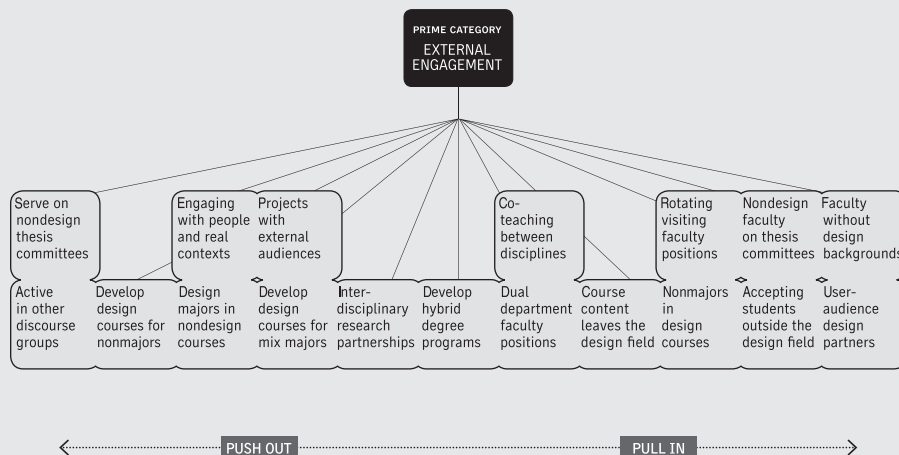 PRIME CATEGORY
EXTERNAL
ENGAGEMENT
Serve on
nondesign
thesis
committees
Engaging
with people
and real
contexts
Projects
with
external
audiences
Co-
teaching
between
disciplines
Rotating
visiting
faculty
positions
Nondesign
faculty
on thesis
committees
Faculty
without
design
backgrounds
Active
in other
discourse
groups
Develop
design
courses for
nonmajors
Design
majors in
nondesign
courses
Develop
design
courses for
mix majors
Inter-
disciplinary
research
partnerships
Develop
hybrid
degree
programs
Dual
department
faculty
positions
Course
content
leaves the
design field
Nonmajors
in
design
courses
Accepting
students
outside the
design field
User-
audience
design
partners
PUSH OUT
PULL IN